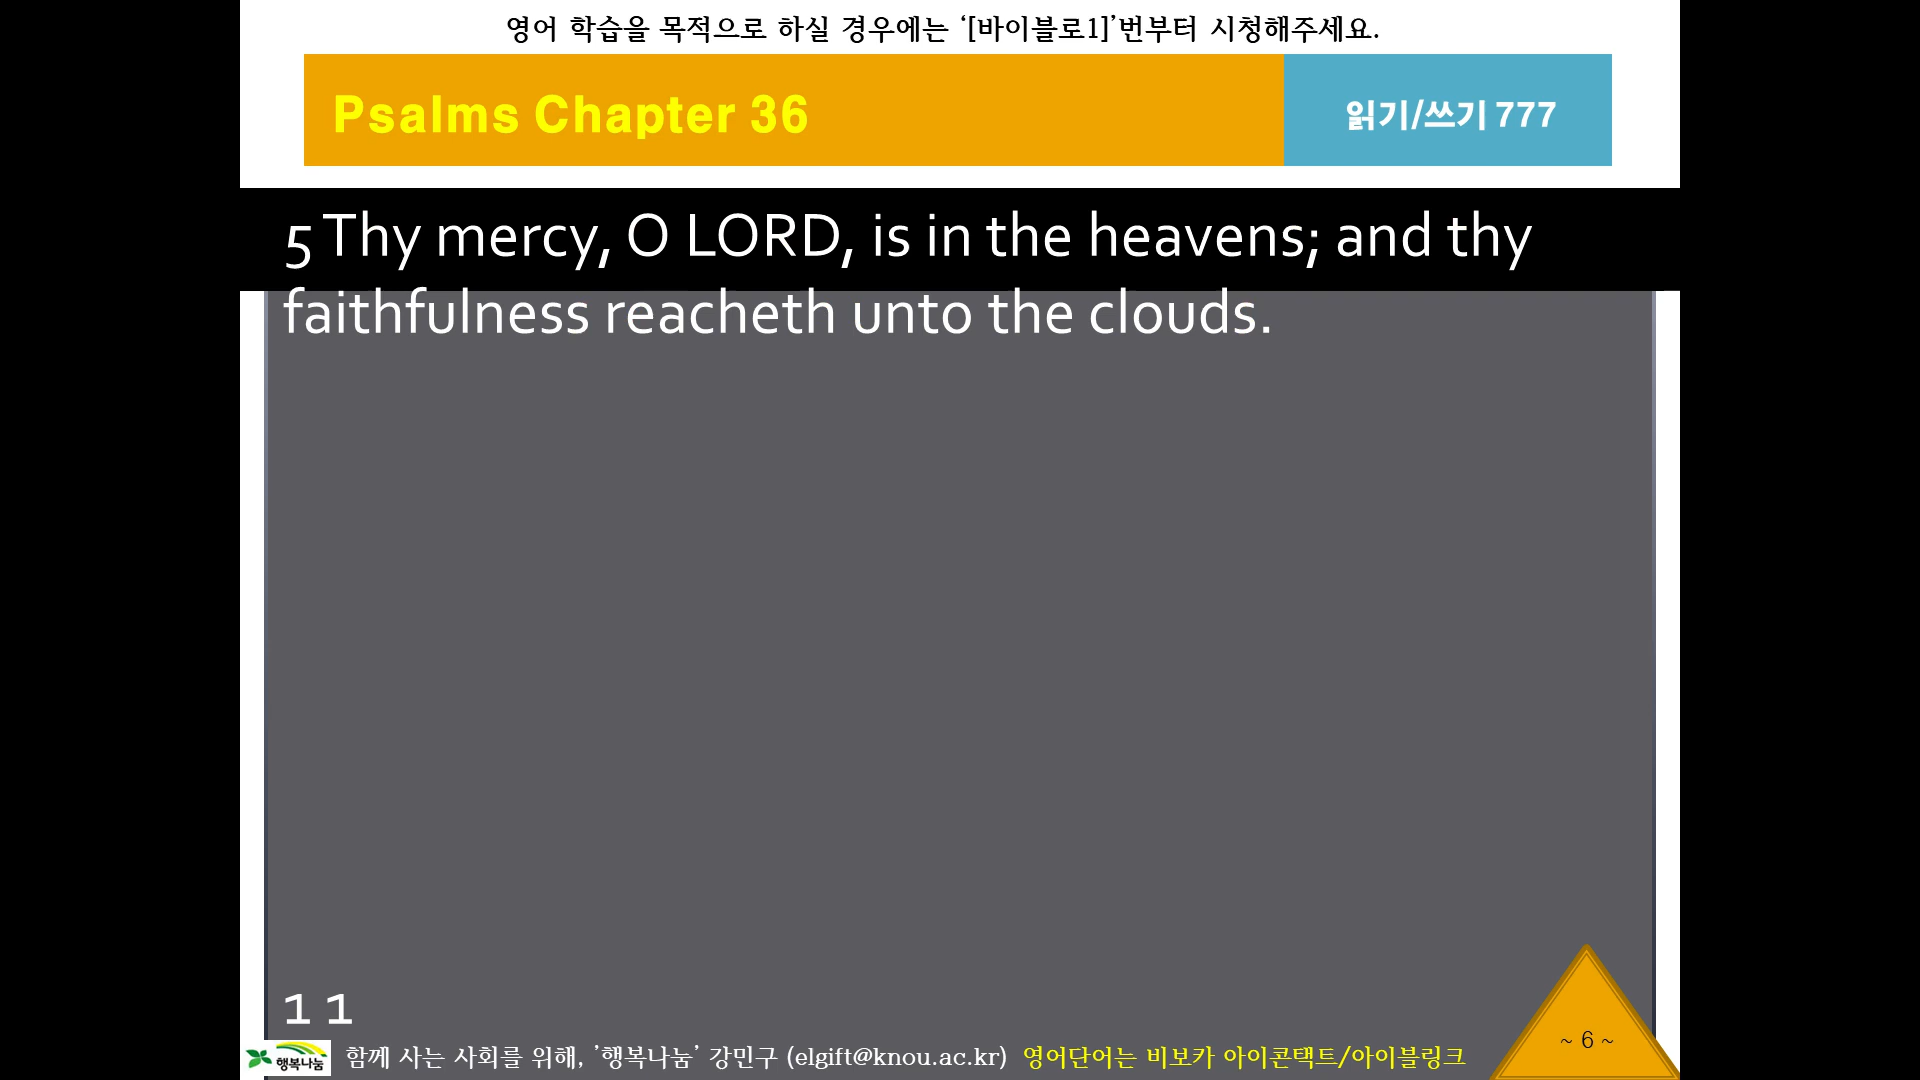 영어 학습을 목적으로 하실 경우에는 ‘[바이블로1]’번부터 시청해주세요.
Psalms Chapter 36
읽기/쓰기 777
5 Thy mercy, O LORD, is in the heavens; and thy
faithfulness reacheth unto the clouds.
1 1
~ 6 ~
행복나눔
함께 사는 사회를 위해, ’행복나눔’ 강민구 (elgift@knou.ac.kr) 영어단어는 비보카 아이콘택트/아이블링크